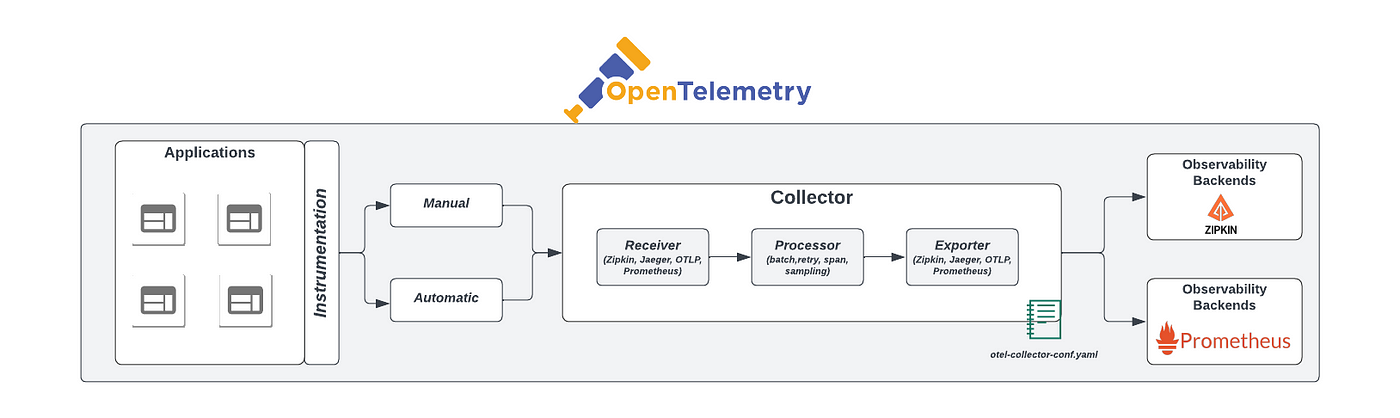 OpenTelemetry
Applications
Instrumentation
Manual
Automatic
Collector
Receiver
(Zipkin, Jaeger, OTLP,
Prometheus)
Processor
(batch,retry, span,
sampling)
Exporter
(Zipkin, Jaeger, OTLP,
Prometheus)
otel-collector-conf.yaml
Observability
Backends
ZIPKIN
Observability
Backends
Prometheus